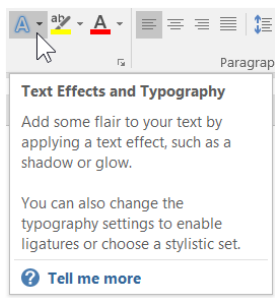 A aby A
Paragrap
Text Effects and Typography
Add some flair to your text by
applying a text effect, such as a
shadow or glow.
You can also change the
typography settings to enable
ligatures or choose a stylistic set.
? Tell me more